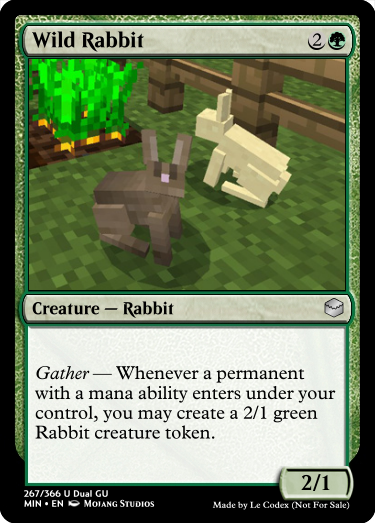 Wild Rabbit 2
Creature — Rabbit
Gather — Whenever a permanent
with a mana ability enters under your
control, you may create a 2/1 green
Rabbit creature token.
2/1
267/366 U Dual GU
MIN • EN Mojang Studios
Made by Le Codex (Not For Sale)